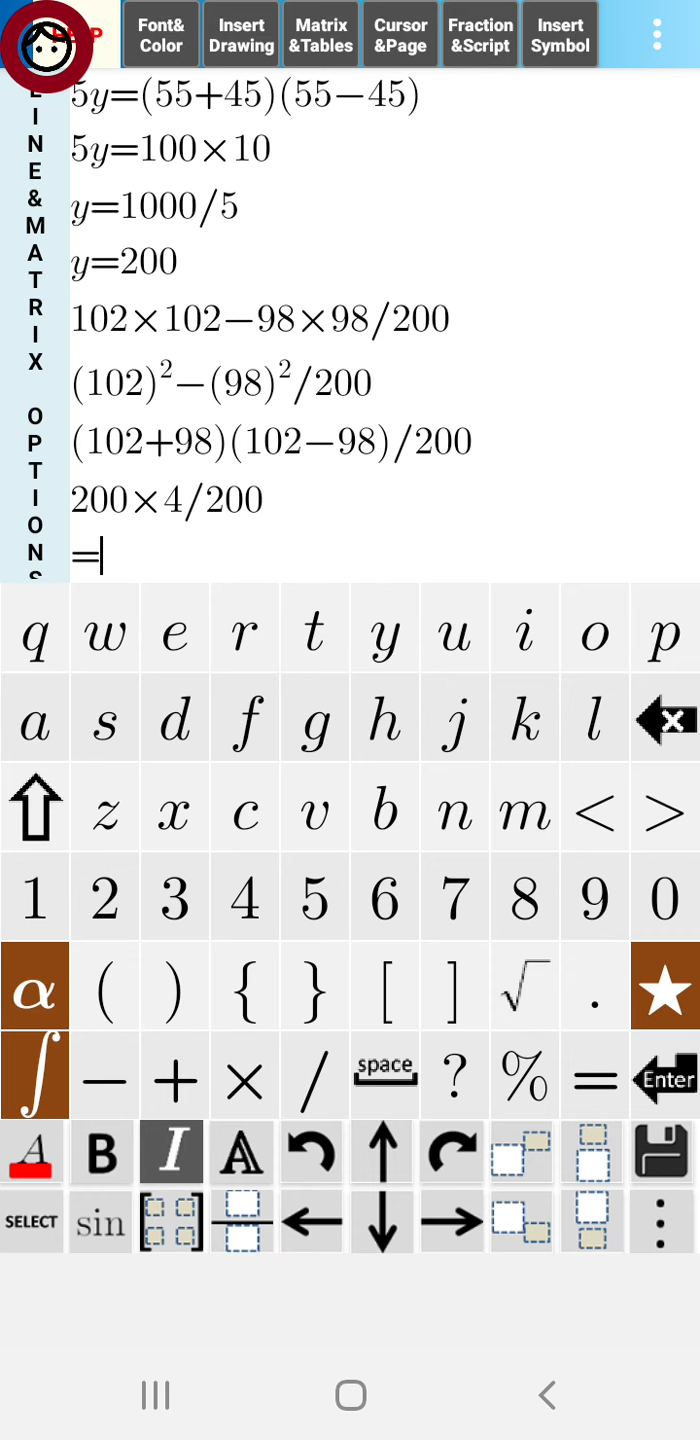 HELP
Font& Color
Insert Drawing
Matrix &Tables
Cursor &Page
Fraction &Script
Insert Symbol
LINE & MATRIX OPTIONS
5y=(55+45)(55−45)
5y=100×10
y=1000/5
y=200
102×102−98×98/200
(102)²−(98)²/200
(102+98)(102−98)/200
200×4/200
=
q w e r t y u i o p
a s d f g h j k l
z x c v b n m < >
1 2 3 4 5 6 7 8 9 0
α ( ) { } [ ] √ .
∫ − + × / space ? % = Enter
A B I A
SELECT sin